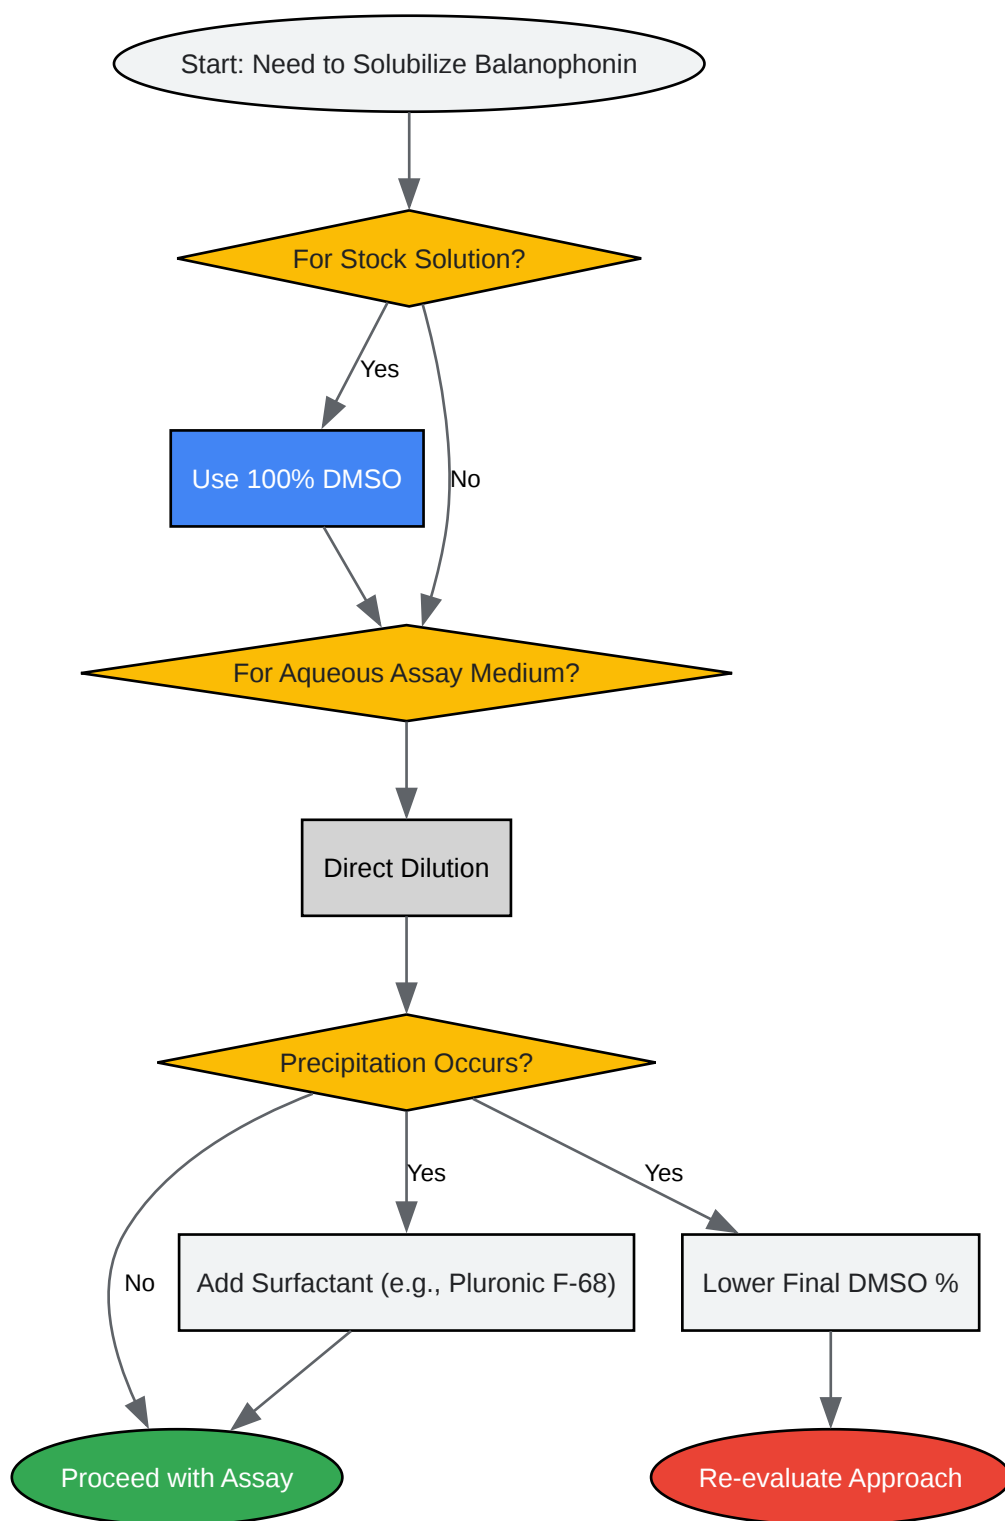 Start: Need to Solubilize Balanophonin
For Stock Solution?
Yes
Use 100% DMSO
No
For Aqueous Assay Medium?
Direct Dilution
Precipitation Occurs?
Yes
Yes
No
Add Surfactant (e.g., Pluronic F-68)
Lower Final DMSO %
Proceed with Assay
Re-evaluate Approach